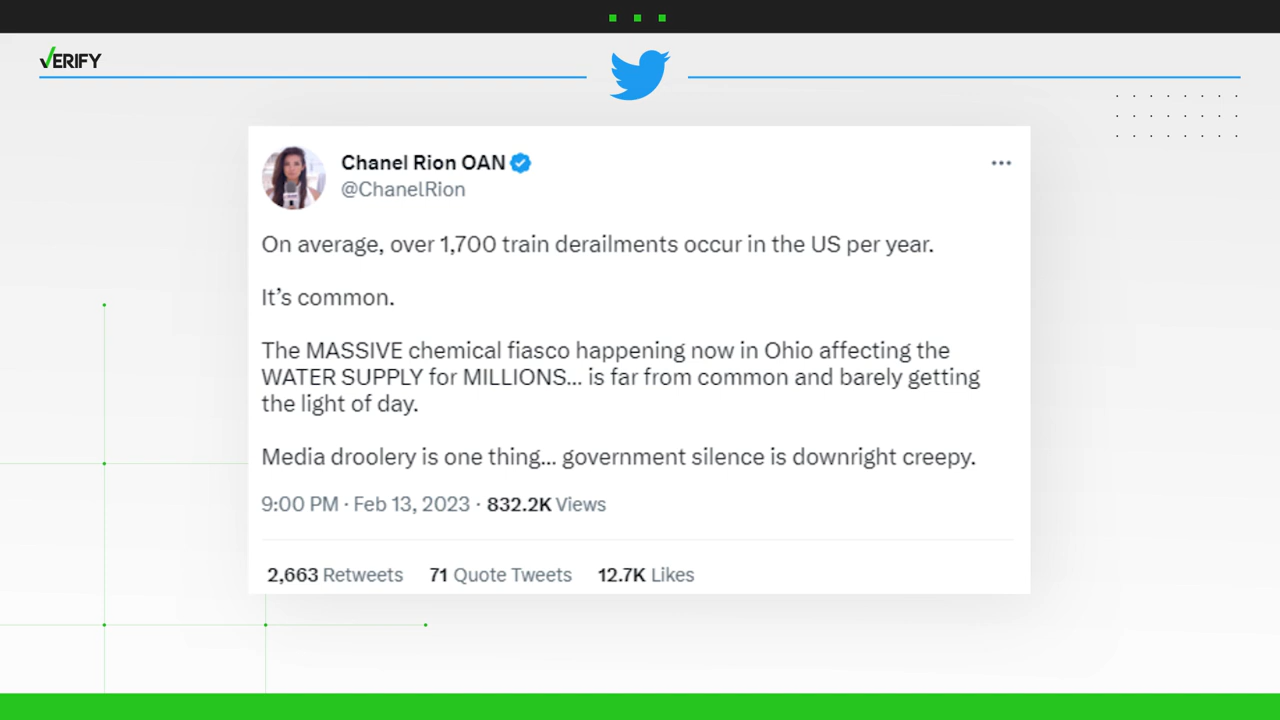 VERIFY
Chanel Rion OAN
@ChanelRion
On average, over 1,700 train derailments occur in the US per year.
It's common.
The MASSIVE chemical fiasco happening now in Ohio affecting the
WATER SUPPLY for MILLIONS... is far from common and barely getting
the light of day.
Media droolery is one thing... government silence is downright creepy.
9:00 PM · Feb 13, 2023 · 832.2K Views
2,663 Retweets 71 Quote Tweets 12.7K Likes